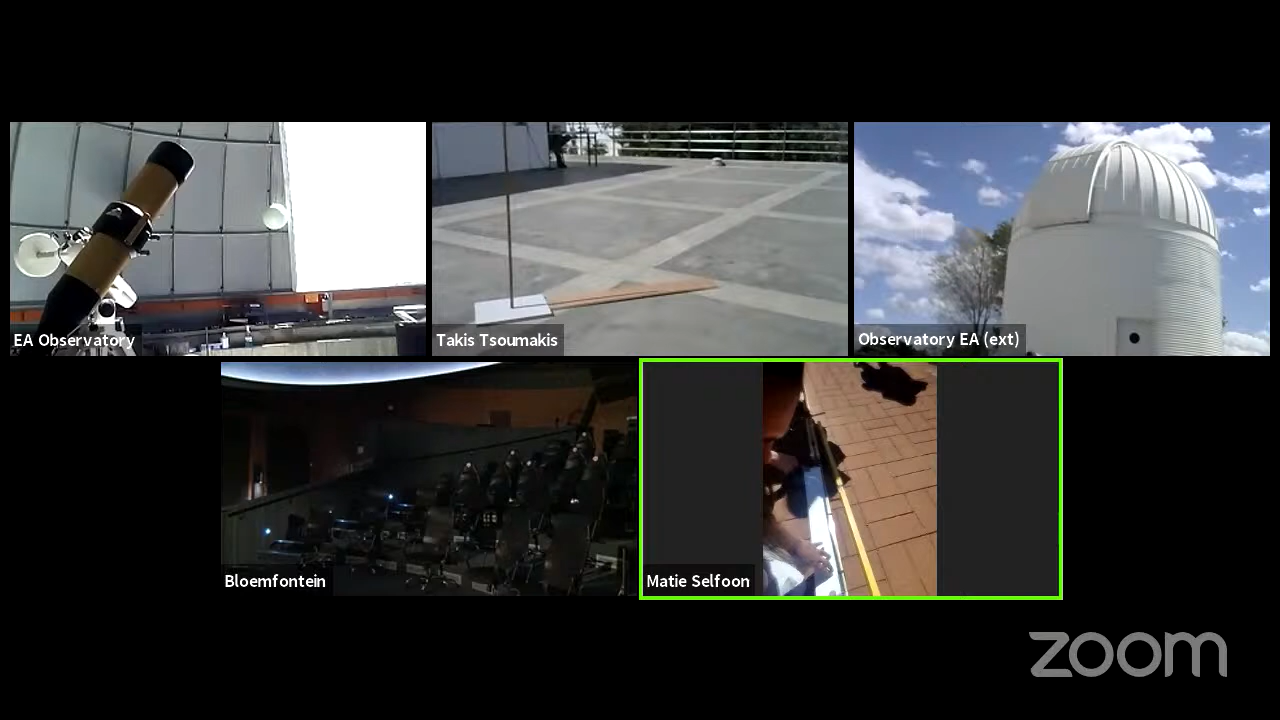 EA Observatory
Takis Tsoumakis
Observatory EA (ext)
Bloemfontein
Matie Selfoon
zoom